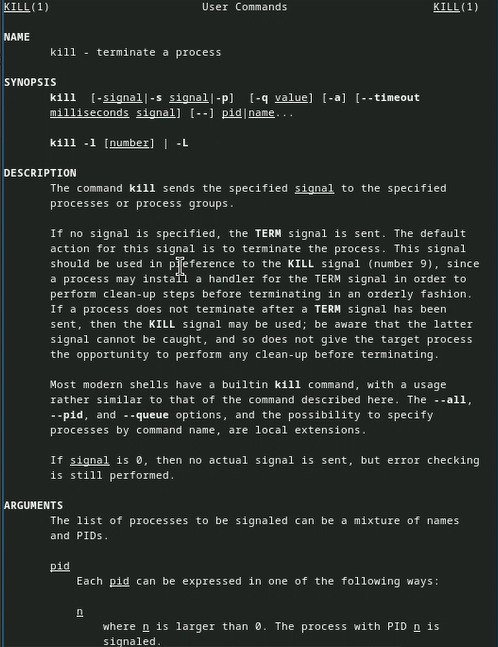 KILL(1) User Commands KILL(1)
NAME
kill - terminate a process
SYNOPSIS
kill [-signal|-s signal|-p] [-q value] [-a] [--timeout
milliseconds signal] [--] pid|name...
kill -l [number] | -L
DESCRIPTION
The command kill sends the specified signal to the specified
processes or process groups.
If no signal is specified, the TERM signal is sent. The default
action for this signal is to terminate the process. This signal
should be used in preference to the KILL signal (number 9), since
a process may install a handler for the TERM signal in order to
perform clean-up steps before terminating in an orderly fashion.
If a process does not terminate after a TERM signal has been
sent, then the KILL signal may be used; be aware that the latter
signal cannot be caught, and so does not give the target process
the opportunity to perform any clean-up before terminating.
Most modern shells have a builtin kill command, with a usage
rather similar to that of the command described here. The --all,
--pid, and --queue options, and the possibility to specify
processes by command name, are local extensions.
If signal is 0, then no actual signal is sent, but error checking
is still performed.
ARGUMENTS
The list of processes to be signaled can be a mixture of names
and PIDs.
pid
Each pid can be expressed in one of the following ways:
n
where n is larger than 0. The process with PID n is
signaled.